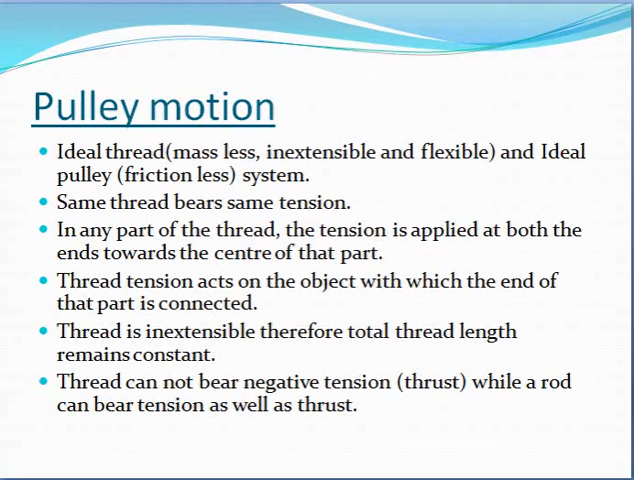 Pulley motion
• Ideal thread(mass less, inextensible and flexible) and Ideal
pulley (friction less) system.
• Same thread bears same tension.
• In any part of the thread, the tension is applied at both the
ends towards the centre of that part.
• Thread tension acts on the object with which the end of
that part is connected.
• Thread is inextensible therefore total thread length
remains constant.
• Thread can not bear negative tension (thrust) while a rod
can bear tension as well as thrust.